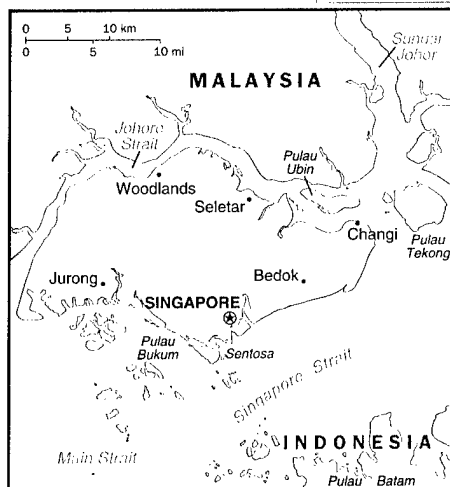 0 5 10 km
0 5 10 mi
Sungai
Johor
MALAYSIA
Johore
Strait
Pulau
Ubin
Woodlands
Seletar
Changi
Pulau
Tekong
Jurong
Bedok
SINGAPORE
Pulau
Bukum
Sentosa
Singapore Strait
INDONESIA
Main Strait
Pulau Batam